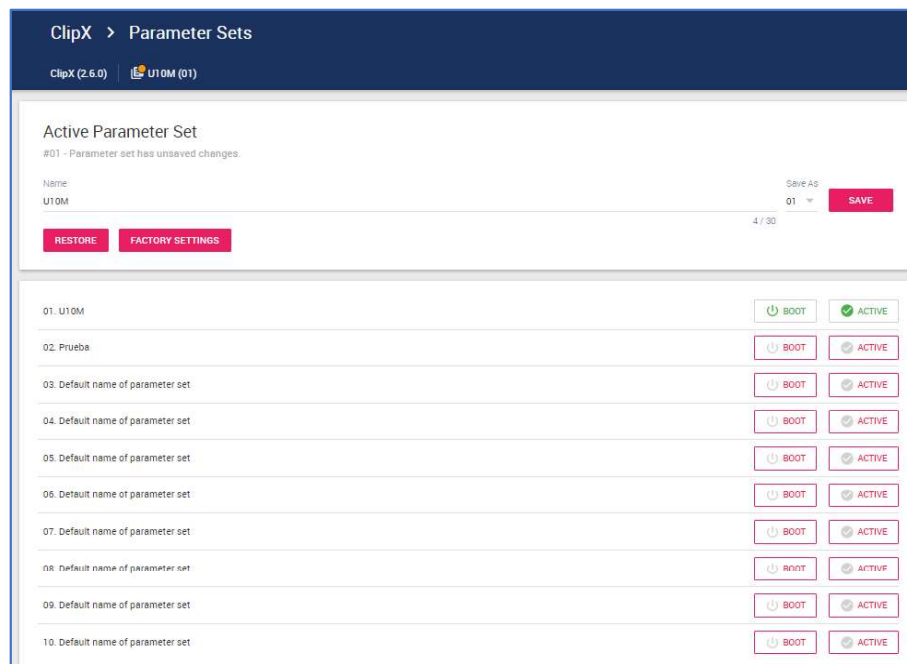 ClipX > Parameter Sets
ClipX (2.6.0) U10M (01)
Active Parameter Set
#01 - Parameter set has unsaved changes.
Name Save As
U10M 01 SAVE
4 / 30
RESTORE FACTORY SETTINGS
01. U10M BOOT ACTIVE
02. Prueba BOOT ACTIVE
03. Default name of parameter set BOOT ACTIVE
04. Default name of parameter set BOOT ACTIVE
05. Default name of parameter set BOOT ACTIVE
06. Default name of parameter set BOOT ACTIVE
07. Default name of parameter set BOOT ACTIVE
08. Default name of parameter set BOOT ACTIVE
09. Default name of parameter set BOOT ACTIVE
10. Default name of parameter set BOOT ACTIVE